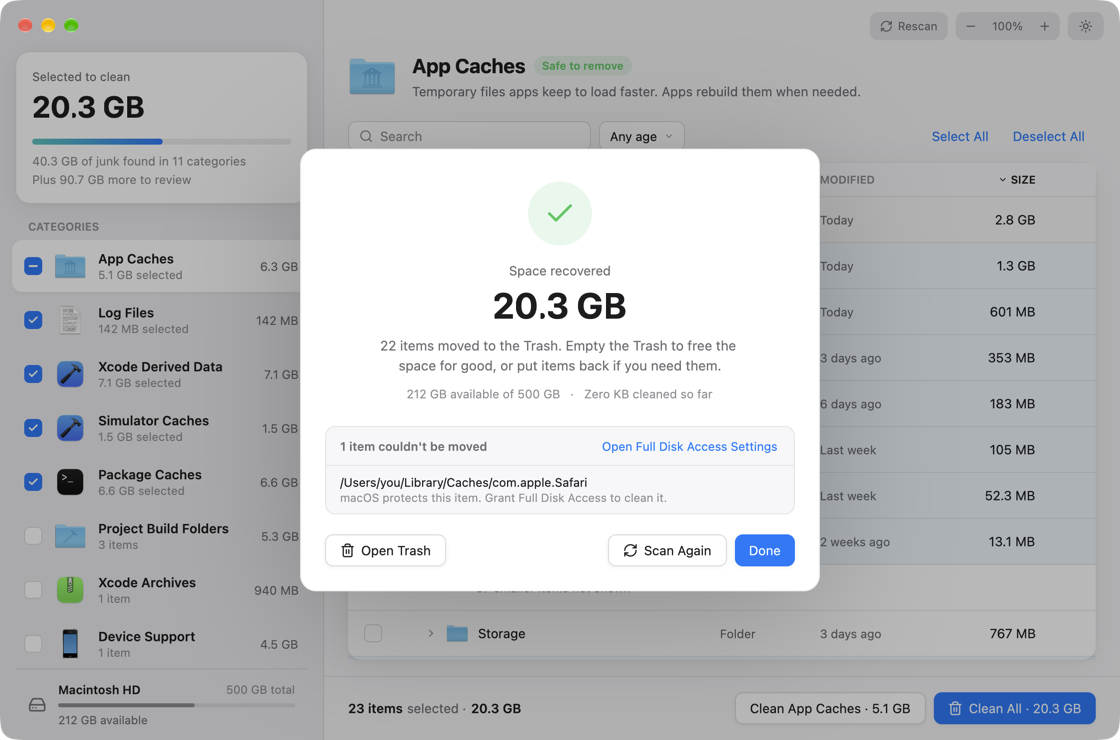 Rescan
100%
Selected to clean
20.3 GB
40.3 GB of junk found in 11 categories
Plus 90.7 GB more to review
CATEGORIES
App Caches
5.1 GB selected
6.3 GB
Log Files
142 MB selected
142 MB
Xcode Derived Data
7.1 GB selected
7.1 GB
Simulator Caches
1.5 GB selected
1.5 GB
Package Caches
6.6 GB selected
6.6 GB
Project Build Folders
3 items
5.3 GB
Xcode Archives
1 item
940 MB
Device Support
1 item
4.5 GB
Macintosh HD
500 GB total
212 GB available
App Caches
Safe to remove
Temporary files apps keep to load faster. Apps rebuild them when needed.
Search
Any age
Select All
Deselect All
MODIFIED
SIZE
Today
2.8 GB
Today
1.3 GB
Today
601 MB
3 days ago
353 MB
6 days ago
183 MB
Last week
105 MB
Last week
52.3 MB
2 weeks ago
13.1 MB
Storage
Folder
3 days ago
767 MB
23 items selected · 20.3 GB
Clean App Caches · 5.1 GB
Clean All · 20.3 GB
Space recovered
20.3 GB
22 items moved to the Trash. Empty the Trash to free the
space for good, or put items back if you need them.
212 GB available of 500 GB · Zero KB cleaned so far
1 item couldn't be moved
Open Full Disk Access Settings
/Users/you/Library/Caches/com.apple.Safari
macOS protects this item. Grant Full Disk Access to clean it.
Open Trash
Scan Again
Done